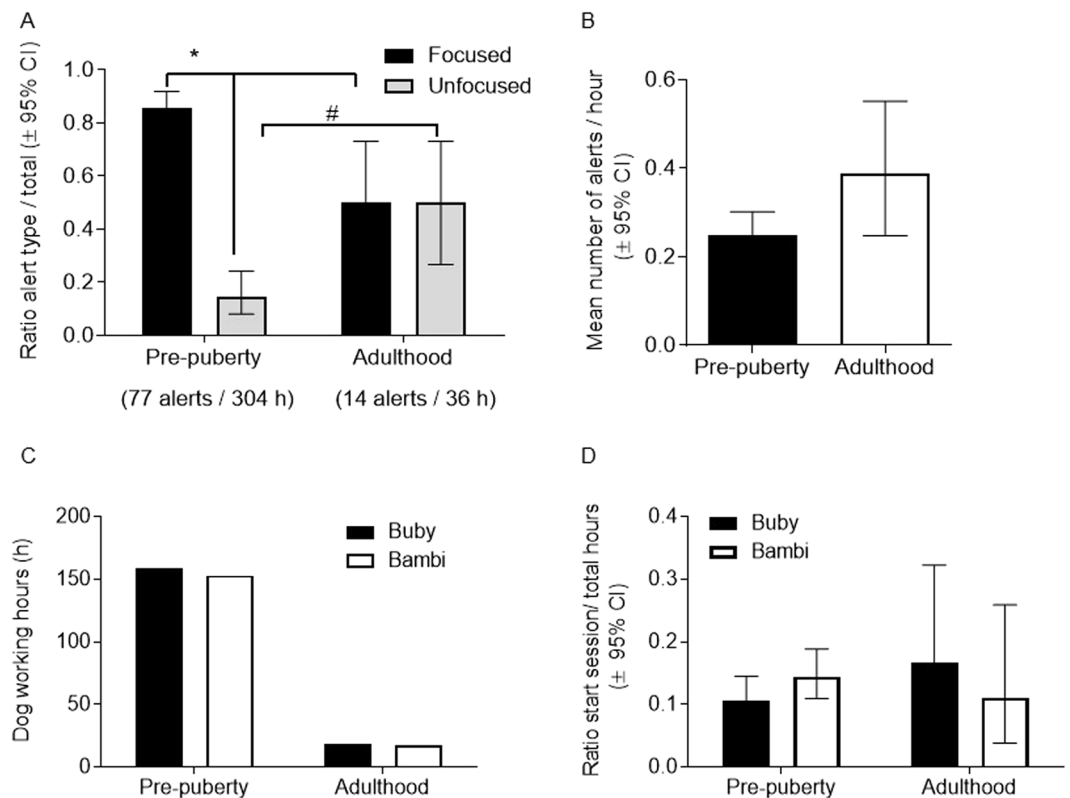 A
Ratio alert type / total (± 95% CI)
1.0
0.8
0.6
0.4
0.2
0.0
*
#
Focused
Unfocused
Pre-puberty
Adulthood
(77 alerts / 304 h)
(14 alerts / 36 h)
B
Mean number of alerts / hour
(± 95% CI)
0.6
0.4
0.2
0.0
Pre-puberty
Adulthood
C
Dog working hours (h)
200
150
100
50
0
Buby
Bambi
Pre-puberty
Adulthood
D
Ratio start session/ total hours
(± 95% CI)
0.4
0.3
0.2
0.1
0.0
Buby
Bambi
Pre-puberty
Adulthood